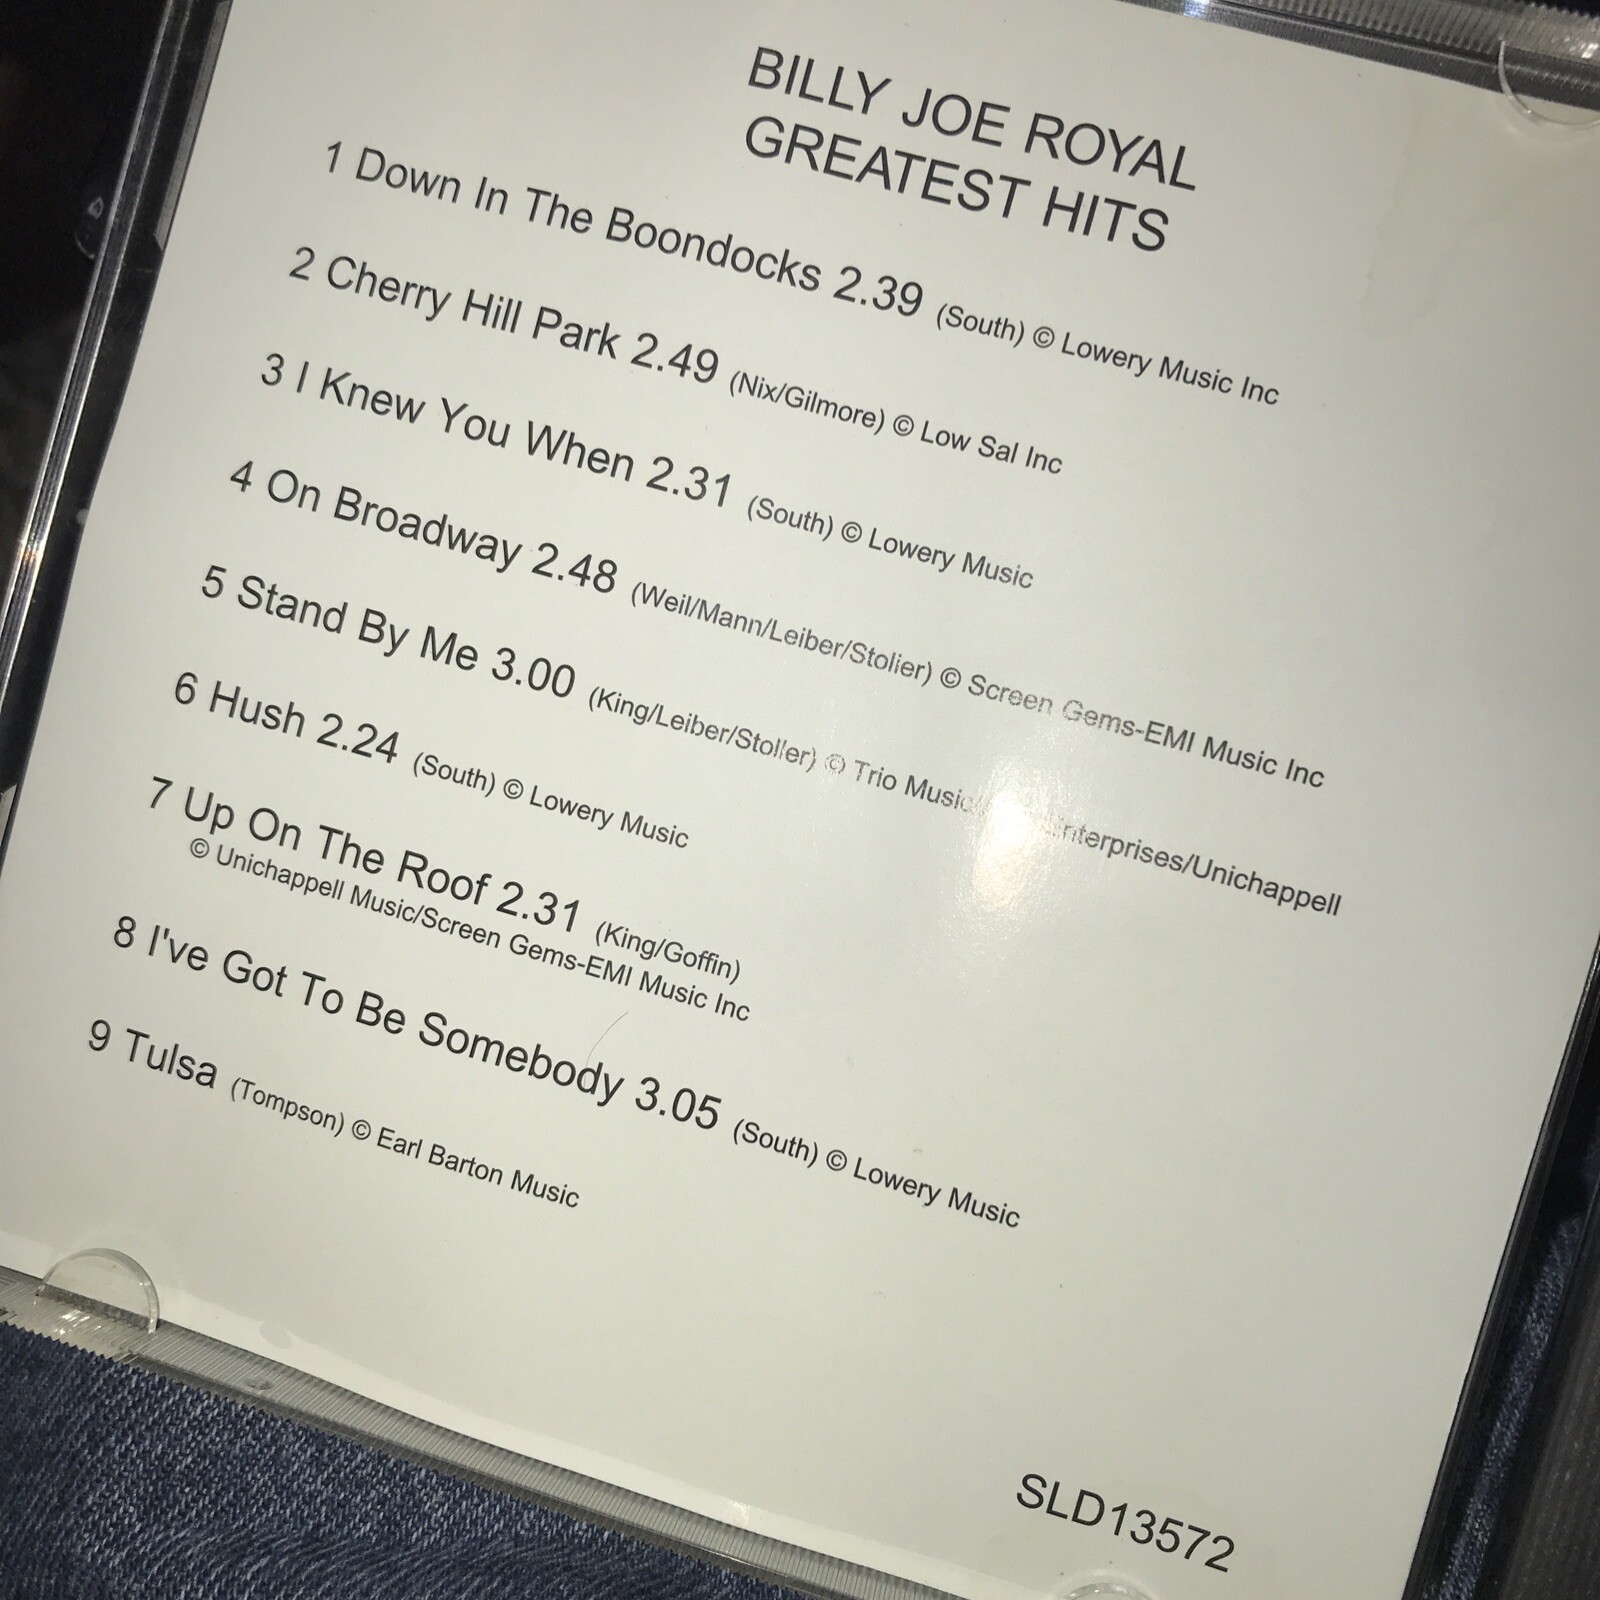 BILLY JOE ROYAL
GREATEST HITS
1 Down In The Boondocks 2.39 (South) © Lowery Music Inc
2 Cherry Hill Park 2.49 (Nix/Gilmore) © Low Sal Inc
3 I Knew You When 2.31 (South) © Lowery Music
4 On Broadway 2.48 (Weil/Mann/Leiber/Stolier) © Screen Gems-EMI Music Inc
5 Stand By Me 3.00 (King/Leiber/Stoller) © Trio Music/ Enterprises/Unichappell
6 Hush 2.24 (South) © Lowery Music
7 Up On The Roof 2.31 (King/Goffin)
© Unichappell Music/Screen Gems-EMI Music Inc
8 I've Got To Be Somebody 3.05 (South) © Lowery Music
9 Tulsa (Tompson) © Earl Barton Music
SLD13572